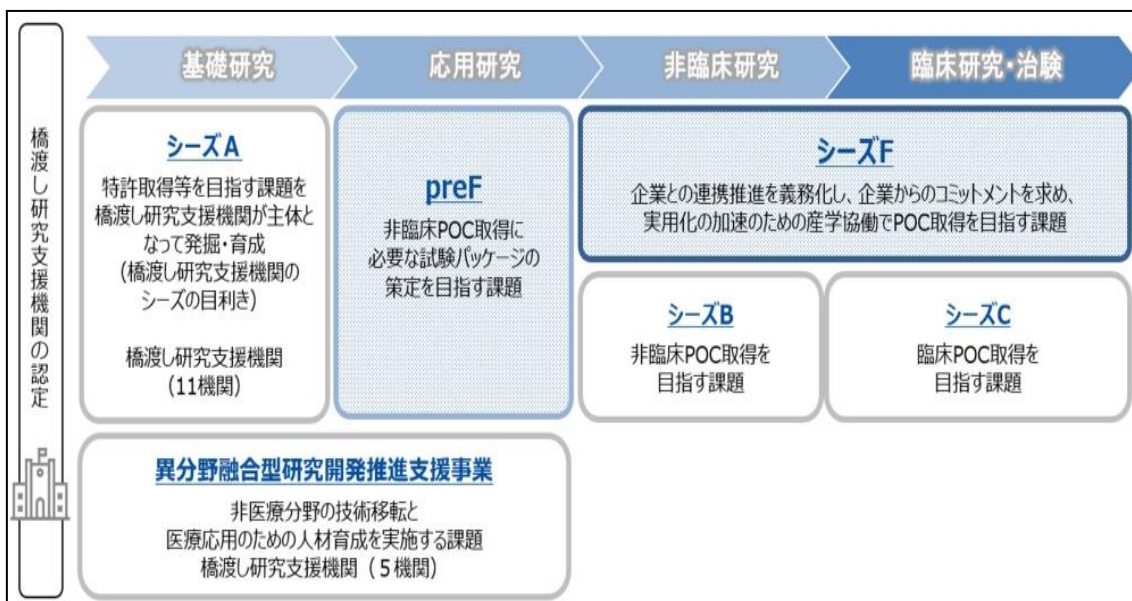 橋渡し研究支援機関の認定
基礎研究
応用研究
非臨床研究
臨床研究・治験
シーズA
特許取得等を目指す課題を
橋渡し研究支援機関が主体と
なって発掘・育成
(橋渡し研究支援機関の
シーズの目利き)
橋渡し研究支援機関
(11機関)
preF
非臨床POC取得に
必要な試験パッケージの
策定を目指す課題
シーズF
企業との連携推進を義務化し、企業からのコミットメントを求め、
実用化の加速のための産学協働でPOC取得を目指す課題
シーズB
非臨床POC取得を
目指す課題
シーズC
臨床POC取得を
目指す課題
異分野融合型研究開発推進支援事業
非医療分野の技術移転と
医療応用のための人材育成を実施する課題
橋渡し研究支援機関（5機関）